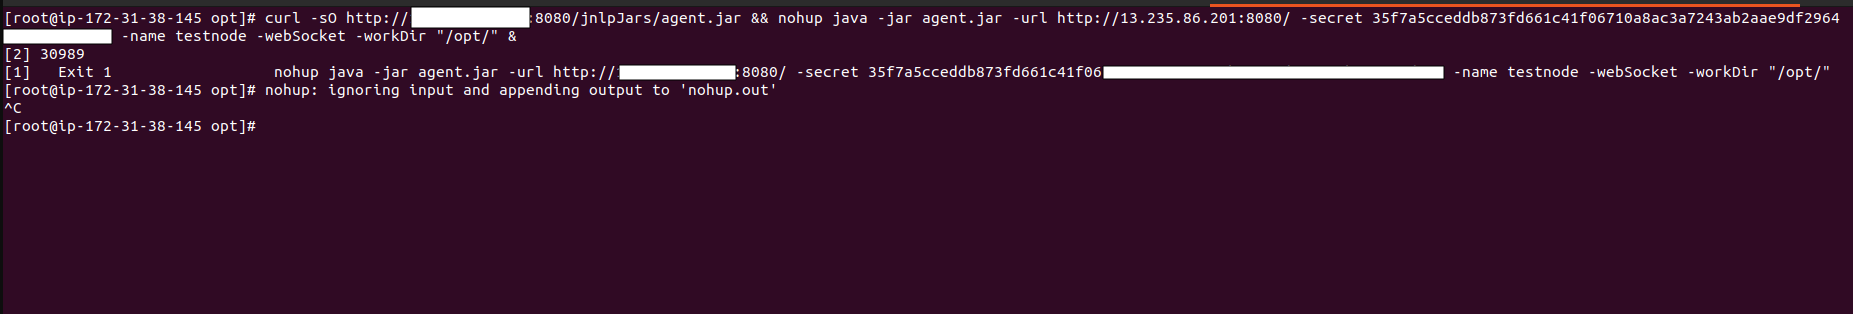 [root@ip-172-31-38-145 opt]# curl -sO http:// :8080/jnlpJars/agent.jar && nohup java -jar agent.jar -url http://13.235.86.201:8080/ -secret 35f7a5cceddb873fd661c41f06710a8ac3a7243ab2aae9df2964
-name testnode -webSocket -workDir "/opt/" &
[2] 30989
[1]   Exit 1                  nohup java -jar agent.jar -url http:// :8080/ -secret 35f7a5cceddb873fd661c41f06 -name testnode -webSocket -workDir "/opt/"
[root@ip-172-31-38-145 opt]# nohup: ignoring input and appending output to 'nohup.out'
^C
[root@ip-172-31-38-145 opt]#